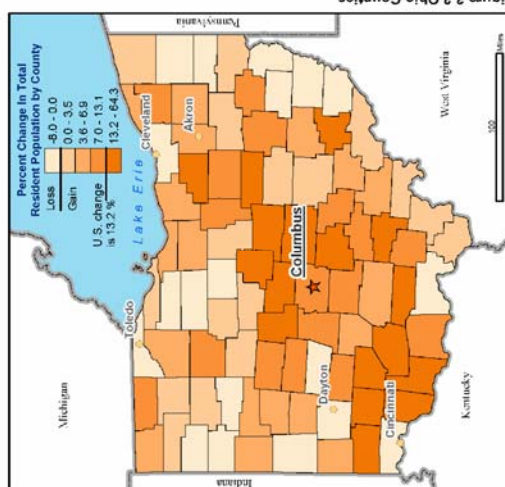 Percent Change In Total
Resident Population by County
Loss
-8.0 - 0.0
Gain
0.0 - 3.5
3.6 - 6.9
7.0 - 13.1
13.2 - 64.3
U.S. change
is 13.2 %
Michigan
Lake Erie
Pennsylvania
Toledo
Cleveland
Akron
Columbus
Dayton
Cincinnati
Indiana
Kentucky
West Virginia
100
Miles
Ohio Counties